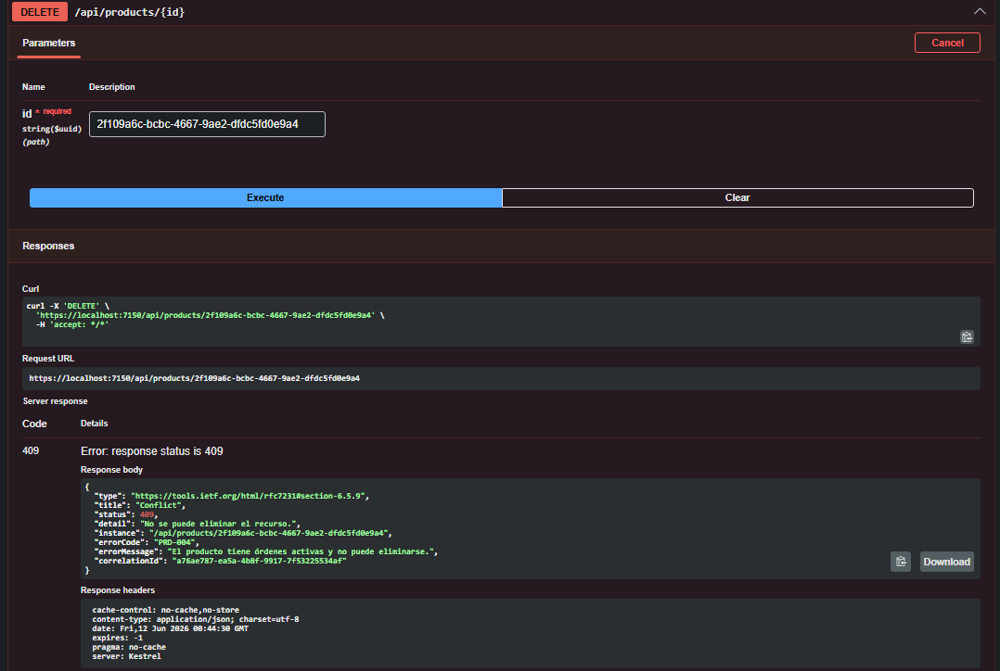 DELETE /api/products/{id}
Parameters
Cancel
Name Description
id * required
string($uuid)
(path)
2f109a6c-bcbc-4667-9ae2-dfdc5fd0e9a4
Execute Clear
Responses
Curl
curl -X 'DELETE' \
'https://localhost:7150/api/products/2f109a6c-bcbc-4667-9ae2-dfdc5fd0e9a4' \
-H 'accept: */*'
Request URL
https://localhost:7150/api/products/2f109a6c-bcbc-4667-9ae2-dfdc5fd0e9a4
Server response
Code Details
409 Error: response status is 409
Response body
{
"type": "https://tools.ietf.org/html/rfc7231#section-6.5.9",
"title": "Conflict",
"status": 409,
"detail": "No se puede eliminar el recurso.",
"instance": "/api/products/2f109a6c-bcbc-4667-9ae2-dfdc5fd0e9a4",
"errorCode": "PRD-004",
"errorMessage": "El producto tiene órdenes activas y no puede eliminarse.",
"correlationId": "a76ae787-ea5a-4b8f-9917-7f53225534af"
}
Download
Response headers
cache-control: no-cache,no-store
content-type: application/json; charset=utf-8
date: Fri,12 Jun 2026 00:44:30 GMT
expires: -1
pragma: no-cache
server: Kestrel